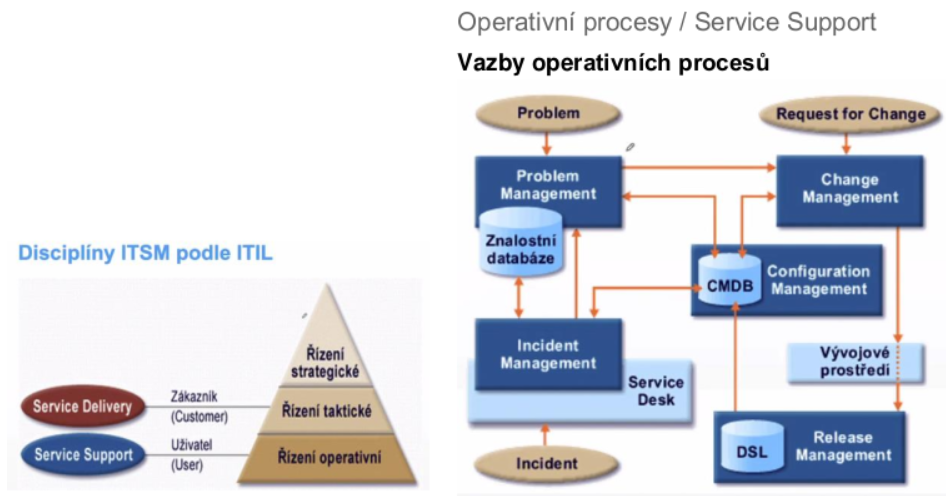 Operativní procesy / Service Support
Vazby operativních procesů
Problem
Request for Change
Problem
Management
Change
Management
Znalostní
databáze
CMDB
Configuration
Management
Incident
Management
Service
Desk
Vývojové
prostředí
DSL
Release
Management
Incident
Disciplíny ITSM podle ITIL
Řízení
strategické
Service Delivery
Zákazník
(Customer)
Řízení taktické
Service Support
Uživatel
(User)
Řízení operativní